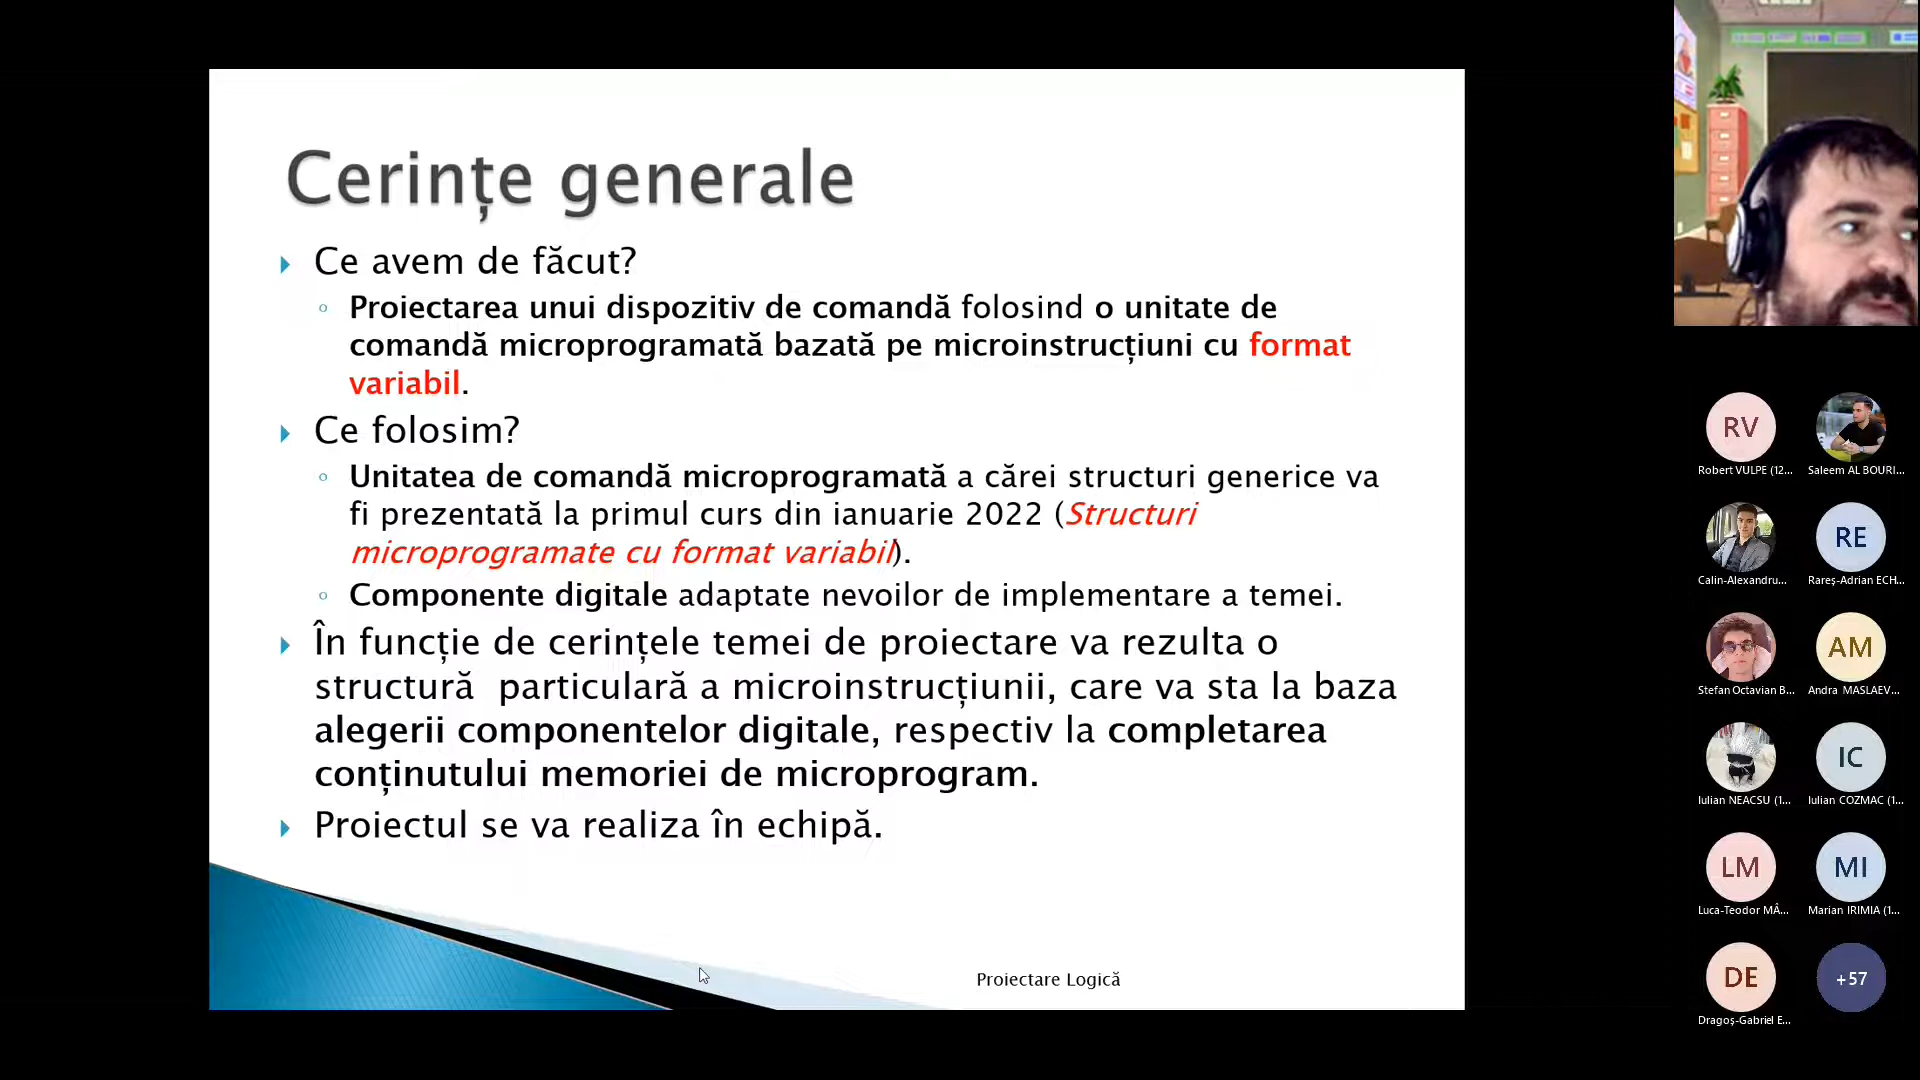 Cerințe generale
Ce avem de făcut?
Proiectarea unui dispozitiv de comandă folosind o unitate de
comandă microprogramată bazată pe microinstrucțiuni cu format
variabil.
Ce folosim?
Unitatea de comandă microprogramată a cărei structuri generice va
fi prezentată la primul curs din ianuarie 2022 (Structuri
microprogramate cu format variabil).
Componente digitale adaptate nevoilor de implementare a temei.
În funcție de cerințele temei de proiectare va rezulta o
structură particulară a microinstrucțiunii, care va sta la baza
alegerii componentelor digitale, respectiv la completarea
conținutului memoriei de microprogram.
Proiectul se va realiza în echipă.
Proiectare Logică
RV
Robert VULPE (12...
Saleem AL BOURI...
Calin-Alexandru...
RE
Rareș-Adrian ECH...
Stefan Octavian B...
AM
Andra MASLAEV...
Iulian NEACSU (1...
IC
Iulian COZMAC (1...
LM
Luca-Teodor MÂ...
MI
Marian IRIMIA (1...
DE
Dragoș-Gabriel E...
+57